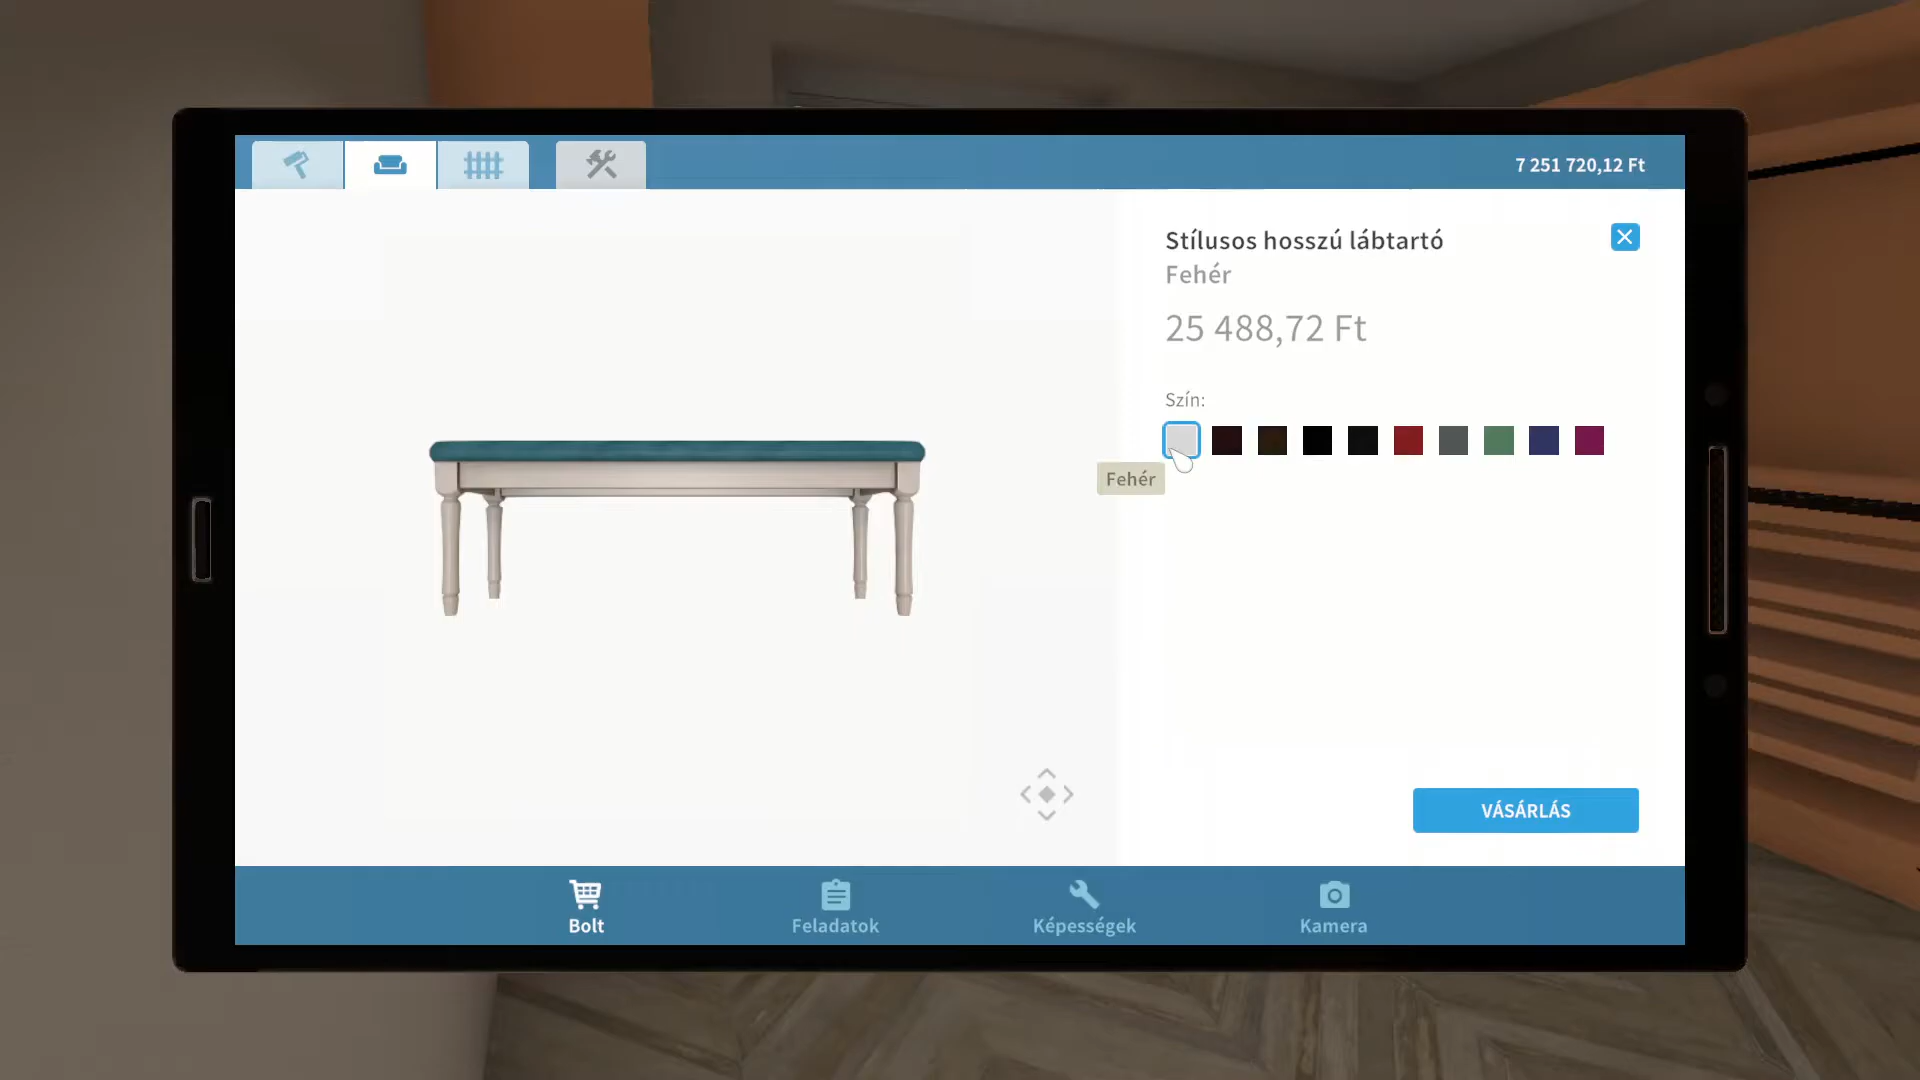 7 251 720,12 Ft
Stílusos hosszú lábtartó
Fehér
25 488,72 Ft
Szín:
Fehér
VÁSÁRLÁS
Bolt
Feladatok
Képességek
Kamera